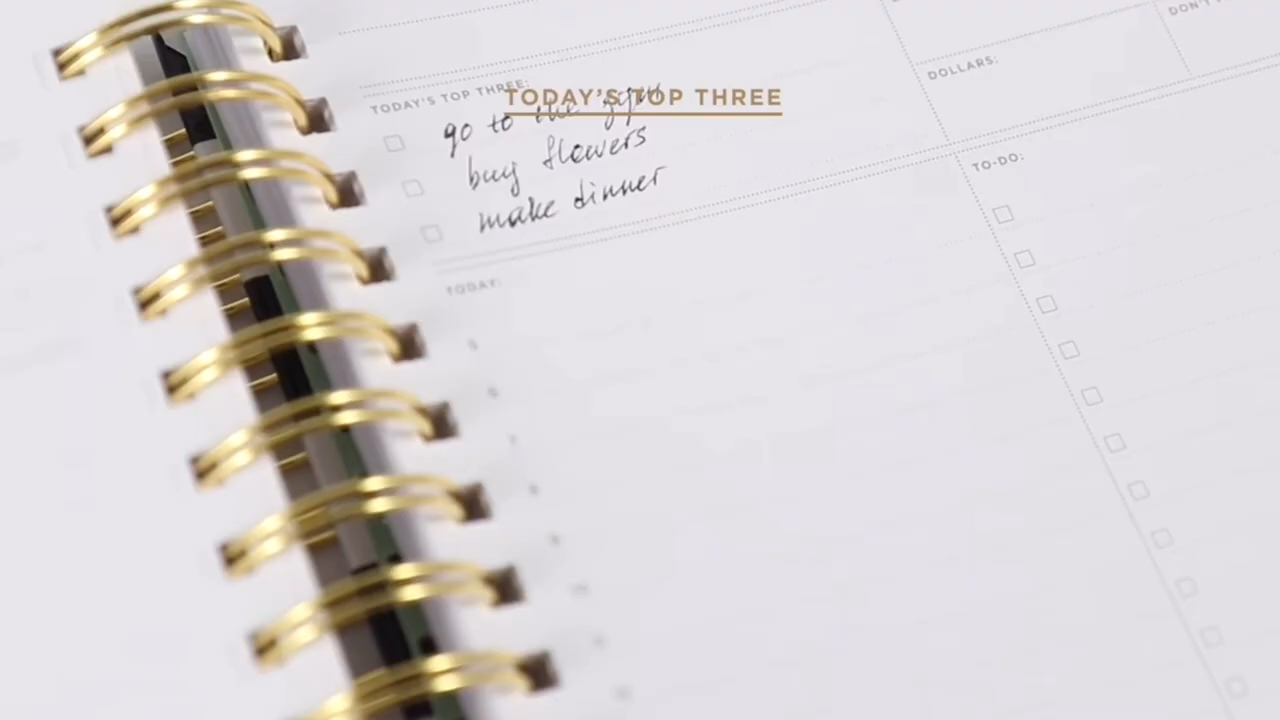 TODAY'S TOP THREE
DON'T
DOLLARS:
TODAY'S TOP THREE:
go to the gym
buy flowers
make dinner
TO-DO:
TODAY: